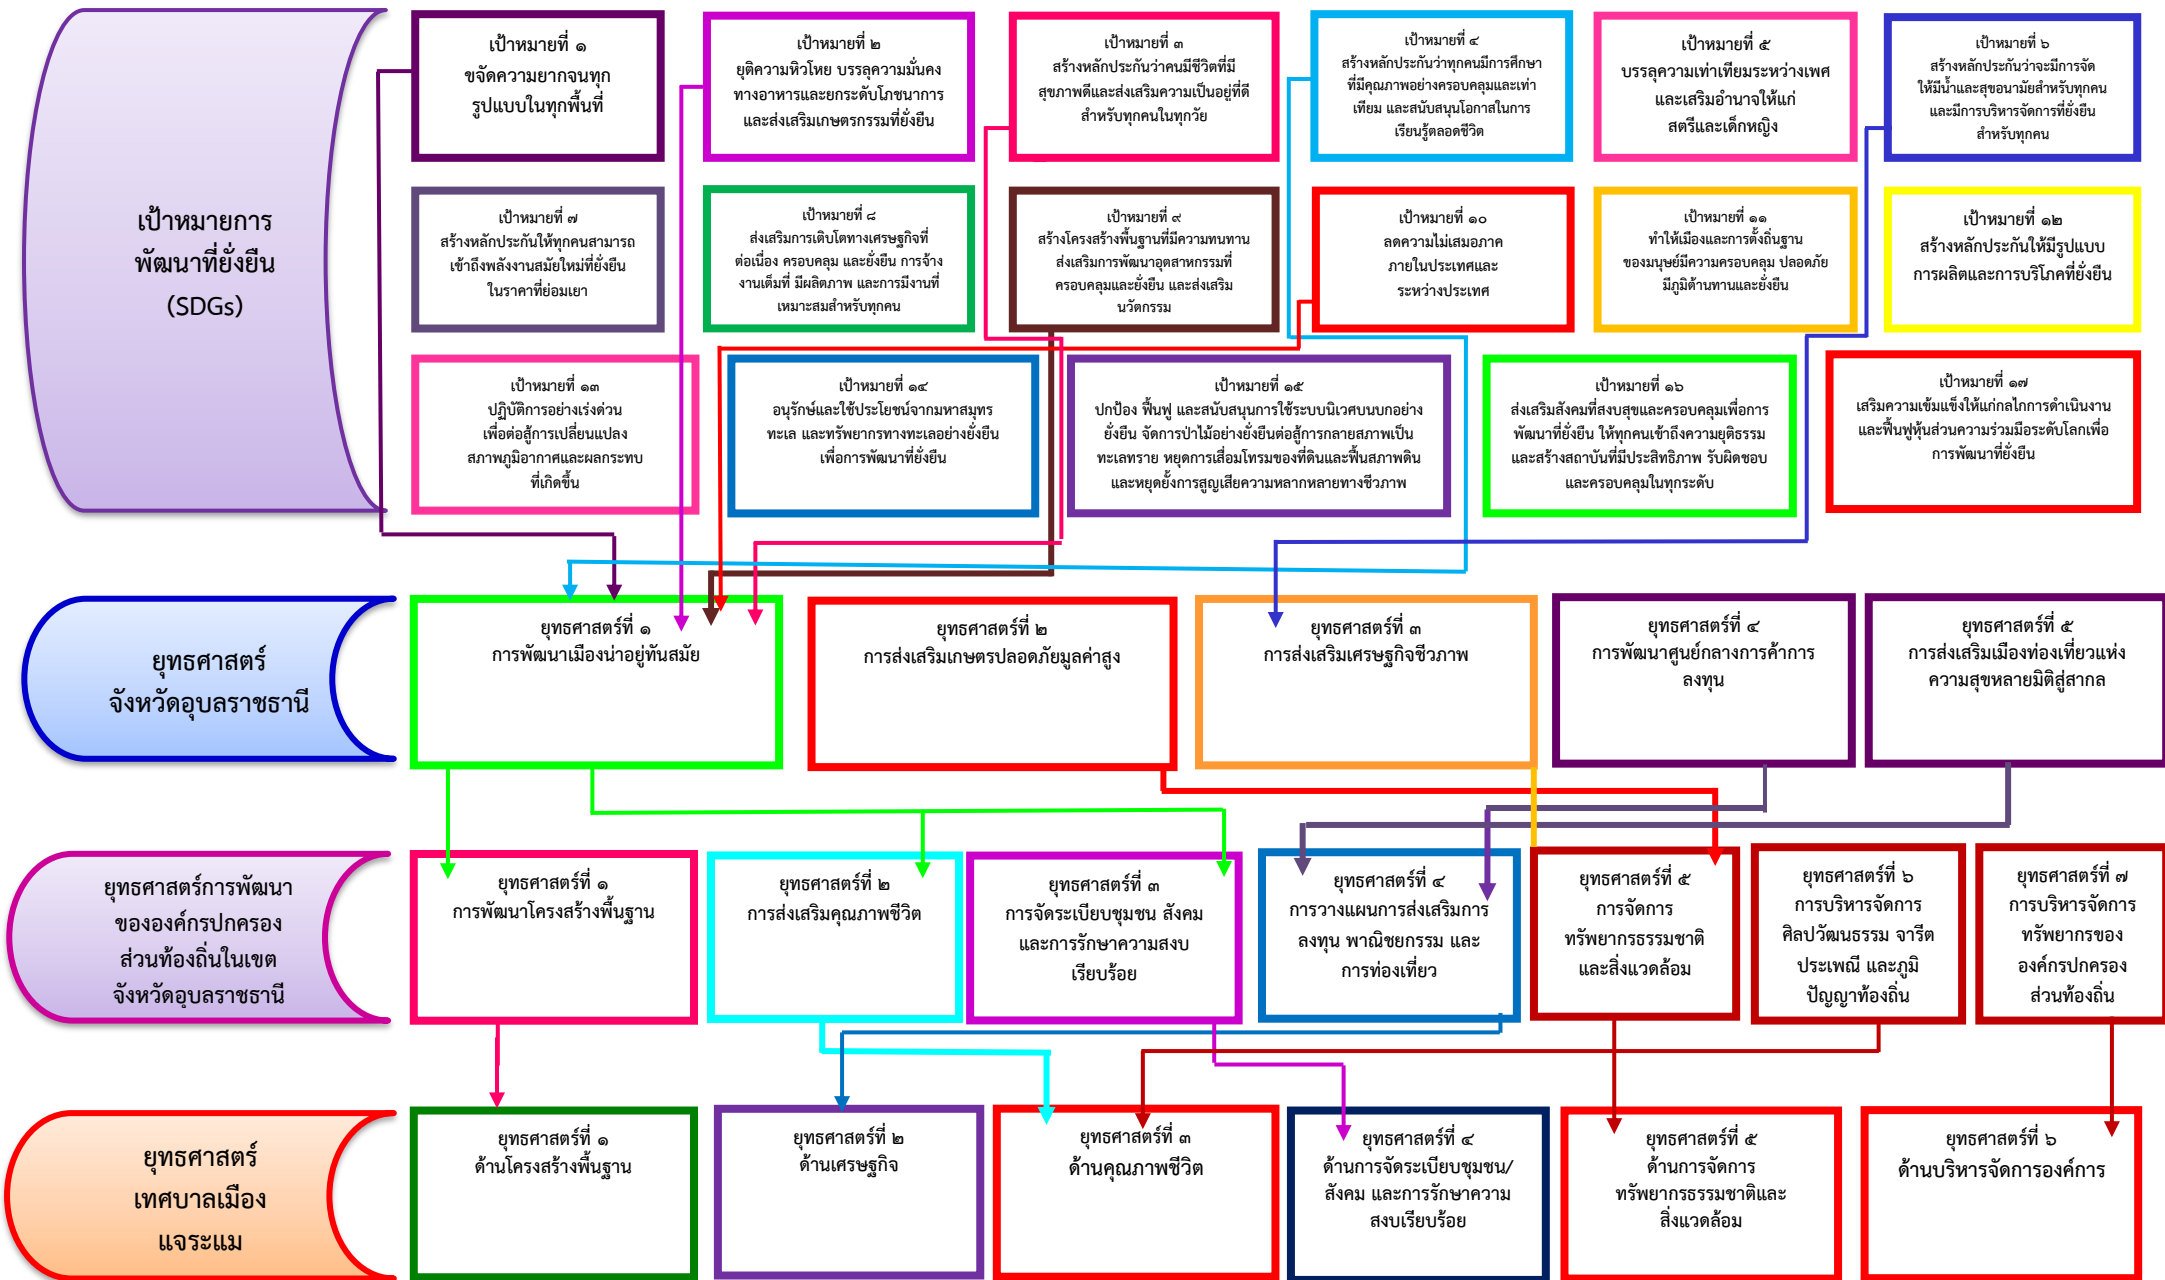 เป้าหมายการ
พัฒนาที่ยั่งยืน
(SDGs)
เป้าหมายที่ ๑
ขจัดความยากจนทุก
รูปแบบในทุกพื้นที่
เป้าหมายที่ ๒
ยุติความหิวโหย บรรลุความมั่นคง
ทางอาหารและยกระดับโภชนาการ
และส่งเสริมเกษตรกรรมที่ยั่งยืน
เป้าหมายที่ ๓
สร้างหลักประกันว่าคนมีชีวิตที่มี
สุขภาพดีและส่งเสริมความเป็นอยู่ที่ดี
สำหรับทุกคนในทุกวัย
เป้าหมายที่ ๔
สร้างหลักประกันว่าทุกคนมีการศึกษา
ที่มีคุณภาพอย่างครอบคลุมและเท่า
เทียม และสนับสนุนโอกาสในการ
เรียนรู้ตลอดชีวิต
เป้าหมายที่ ๕
บรรลุความเท่าเทียมระหว่างเพศ
และเสริมอำนาจให้แก่
สตรีและเด็กหญิง
เป้าหมายที่ ๖
สร้างหลักประกันว่าจะมีการจัด
ให้มีน้ำและสุขอนามัยสำหรับทุกคน
และมีการบริหารจัดการที่ยั่งยืน
สำหรับทุกคน
เป้าหมายที่ ๗
สร้างหลักประกันให้ทุกคนสามารถ
เข้าถึงพลังงานสมัยใหม่ที่ยั่งยืน
ในราคาที่ย่อมเยา
เป้าหมายที่ ๘
ส่งเสริมการเติบโตทางเศรษฐกิจที่
ต่อเนื่อง ครอบคลุม และยั่งยืน การจ้าง
งานเต็มที่ มีผลิตภาพ และการมีงานที่
เหมาะสมสำหรับทุกคน
เป้าหมายที่ ๙
สร้างโครงสร้างพื้นฐานที่มีความทนทาน
ส่งเสริมการพัฒนาอุตสาหกรรมที่
ครอบคลุมและยั่งยืน และส่งเสริม
นวัตกรรม
เป้าหมายที่ ๑๐
ลดความไม่เสมอภาค
ภายในประเทศและ
ระหว่างประเทศ
เป้าหมายที่ ๑๑
ทำให้เมืองและการตั้งถิ่นฐาน
ของมนุษย์มีความครอบคลุม ปลอดภัย
มีภูมิต้านทานและยั่งยืน
เป้าหมายที่ ๑๒
สร้างหลักประกันให้มีรูปแบบ
การผลิตและการบริโภคที่ยั่งยืน
เป้าหมายที่ ๑๓
ปฏิบัติการอย่างเร่งด่วน
เพื่อต่อสู้การเปลี่ยนแปลง
สภาพภูมิอากาศและผลกระทบ
ที่เกิดขึ้น
เป้าหมายที่ ๑๔
อนุรักษ์และใช้ประโยชน์จากมหาสมุทร
ทะเล และทรัพยากรทางทะเลอย่างยั่งยืน
เพื่อการพัฒนาที่ยั่งยืน
เป้าหมายที่ ๑๕
ปกป้อง ฟื้นฟู และสนับสนุนการใช้ระบบนิเวศบนบกอย่าง
ยั่งยืน จัดการป่าไม้อย่างยั่งยืนต่อสู้การกลายสภาพเป็น
ทะเลทราย หยุดการเสื่อมโทรมของที่ดินและฟื้นสภาพดิน
และหยุดยั้งการสูญเสียความหลากหลายทางชีวภาพ
เป้าหมายที่ ๑๖
ส่งเสริมสังคมที่สงบสุขและครอบคลุมเพื่อการ
พัฒนาที่ยั่งยืน ให้ทุกคนเข้าถึงความยุติธรรม
และสร้างสถาบันที่มีประสิทธิภาพ รับผิดชอบ
และครอบคลุมในทุกระดับ
เป้าหมายที่ ๑๗
เสริมความเข้มแข็งให้แก่กลไกการดำเนินงาน
และฟื้นฟูหุ้นส่วนความร่วมมือระดับโลกเพื่อ
การพัฒนาที่ยั่งยืน
ยุทธศาสตร์
จังหวัดอุบลราชธานี
ยุทธศาสตร์ที่ ๑
การพัฒนาเมืองน่าอยู่ทันสมัย
ยุทธศาสตร์ที่ ๒
การส่งเสริมเกษตรปลอดภัยมูลค่าสูง
ยุทธศาสตร์ที่ ๓
การส่งเสริมเศรษฐกิจชีวภาพ
ยุทธศาสตร์ที่ ๔
การพัฒนาศูนย์กลางการค้าการ
ลงทุน
ยุทธศาสตร์ที่ ๕
การส่งเสริมเมืองท่องเที่ยวแห่ง
ความสุขหลายมิติสู่สากล
ยุทธศาสตร์การพัฒนา
ขององค์กรปกครอง
ส่วนท้องถิ่นในเขต
จังหวัดอุบลราชธานี
ยุทธศาสตร์ที่ ๑
การพัฒนาโครงสร้างพื้นฐาน
ยุทธศาสตร์ที่ ๒
การส่งเสริมคุณภาพชีวิต
ยุทธศาสตร์ที่ ๓
การจัดระเบียบชุมชน สังคม
และการรักษาความสงบ
เรียบร้อย
ยุทธศาสตร์ที่ ๔
การวางแผนการส่งเสริมการ
ลงทุน พาณิชยกรรม และ
การท่องเที่ยว
ยุทธศาสตร์ที่ ๕
การจัดการ
ทรัพยากรธรรมชาติ
และสิ่งแวดล้อม
ยุทธศาสตร์ที่ ๖
การบริหารจัดการ
ศิลปวัฒนธรรม จารีต
ประเพณี และภูมิ
ปัญญาท้องถิ่น
ยุทธศาสตร์ที่ ๗
การบริหารจัดการ
ทรัพยากรของ
องค์กรปกครอง
ส่วนท้องถิ่น
ยุทธศาสตร์
เทศบาลเมือง
แจระแม
ยุทธศาสตร์ที่ ๑
ด้านโครงสร้างพื้นฐาน
ยุทธศาสตร์ที่ ๒
ด้านเศรษฐกิจ
ยุทธศาสตร์ที่ ๓
ด้านคุณภาพชีวิต
ยุทธศาสตร์ที่ ๔
ด้านการจัดระเบียบชุมชน/
สังคม และการรักษาความ
สงบเรียบร้อย
ยุทธศาสตร์ที่ ๕
ด้านการจัดการ
ทรัพยากรธรรมชาติและ
สิ่งแวดล้อม
ยุทธศาสตร์ที่ ๖
ด้านบริหารจัดการองค์การ